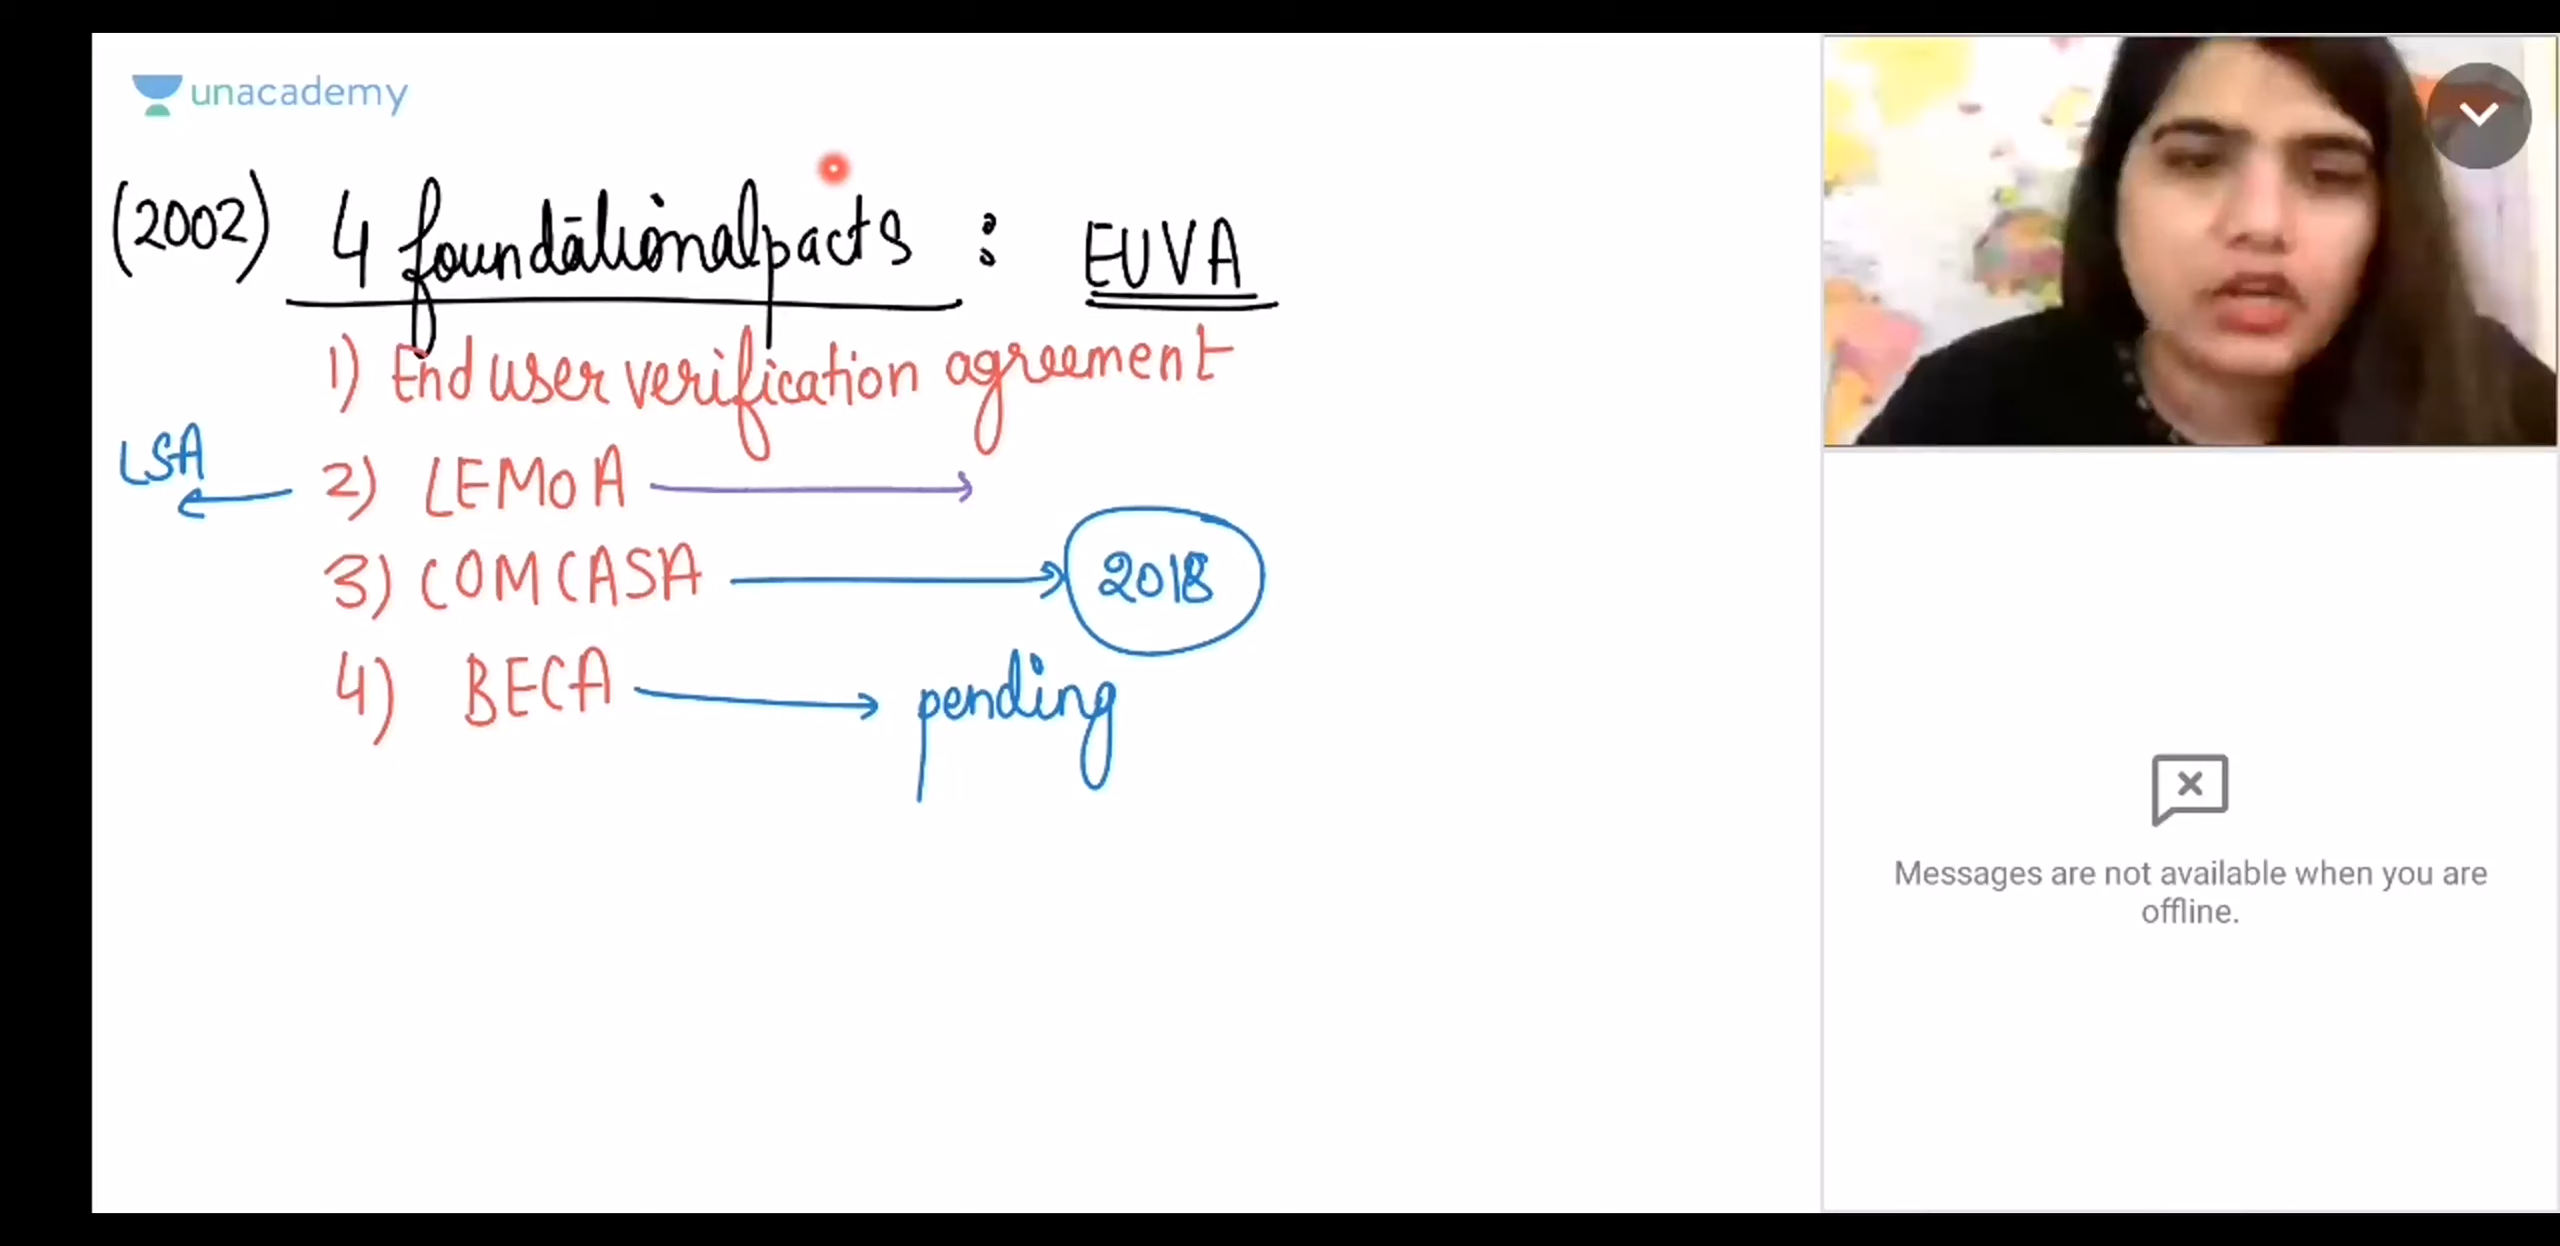 unacademy
(2002) 4 foundational pacts : EUVA
1) End user verification agreement
LSA
2) LEMOA
3) COMCASA 2018
4) BECA pending
Messages are not available when you are
offline.